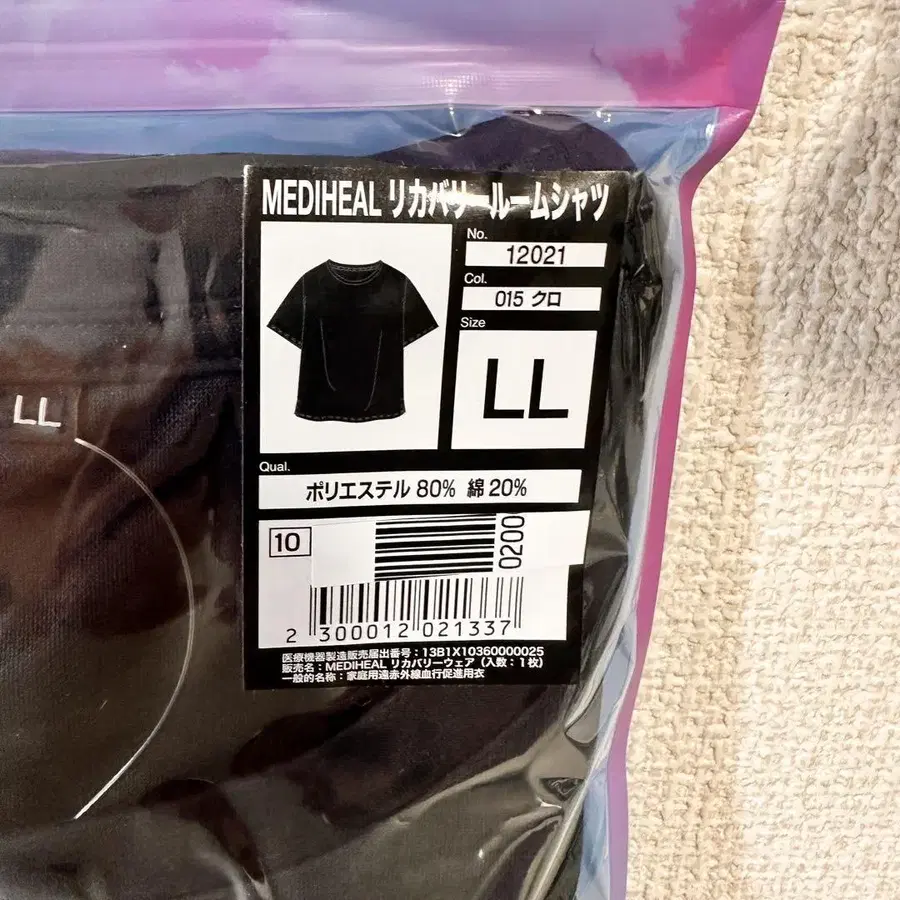 MEDIHEAL リカバリールームシャツ
No.
12021
Col.
015 クロ
Size
LL
LL
Qual.
ポリエステル 80% 綿 20%
10
0200
2 300012 021337
医療機器製造販売届出番号：13B1X10360000025
販売名：MEDIHEAL リカバリーウェア（入数：1枚）
一般的名称：家庭用遠赤外線血行促進用衣